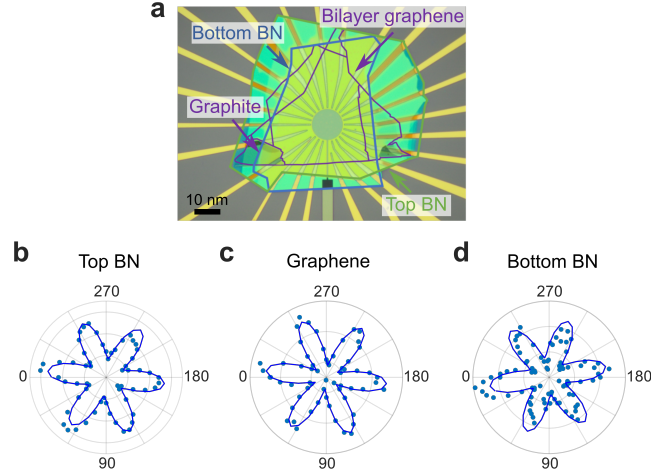 a
Bilayer graphene
Bottom BN
Graphite
10 nm
Top BN
b
Top BN
c
Graphene
d
Bottom BN
270
270
270
0
180
0
180
0
180
90
90
90